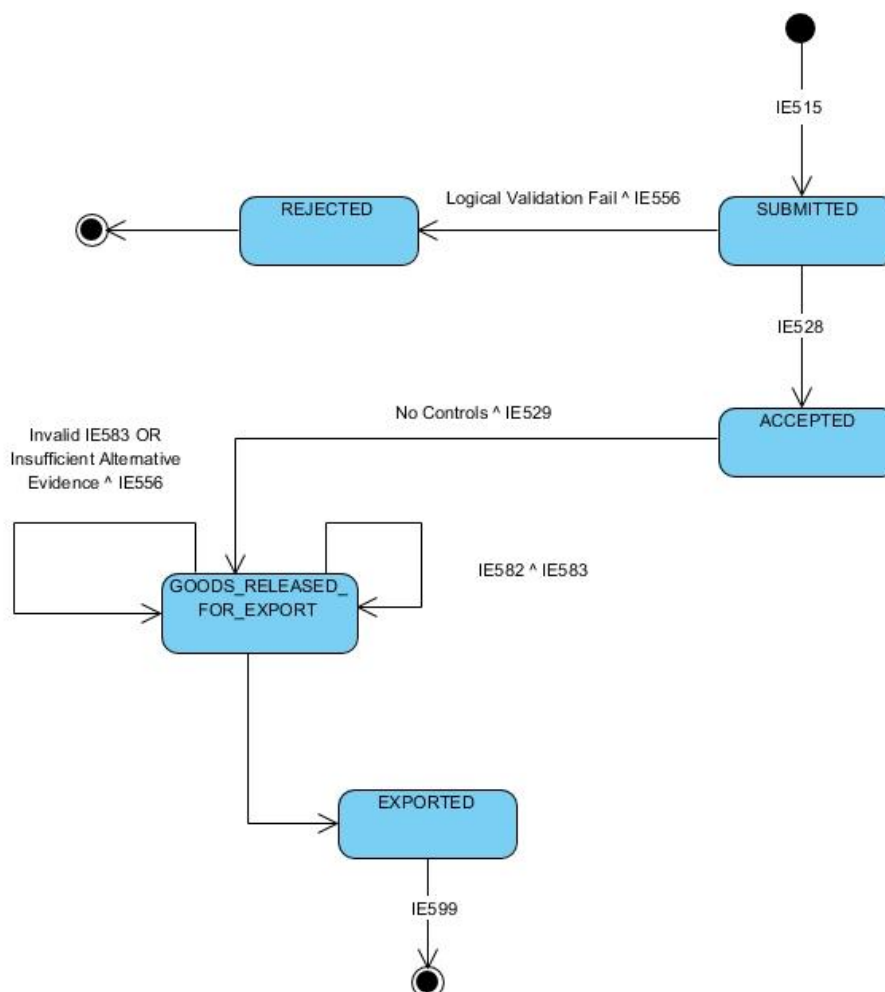 IE515
Logical Validation Fail ^ IE556
REJECTED
SUBMITTED
IE528
No Controls ^ IE529
ACCEPTED
Invalid IE583 OR
Insufficient Alternative
Evidence ^ IE556
GOODS_RELEASED_
FOR_EXPORT
IE582 ^ IE583
EXPORTED
IE599